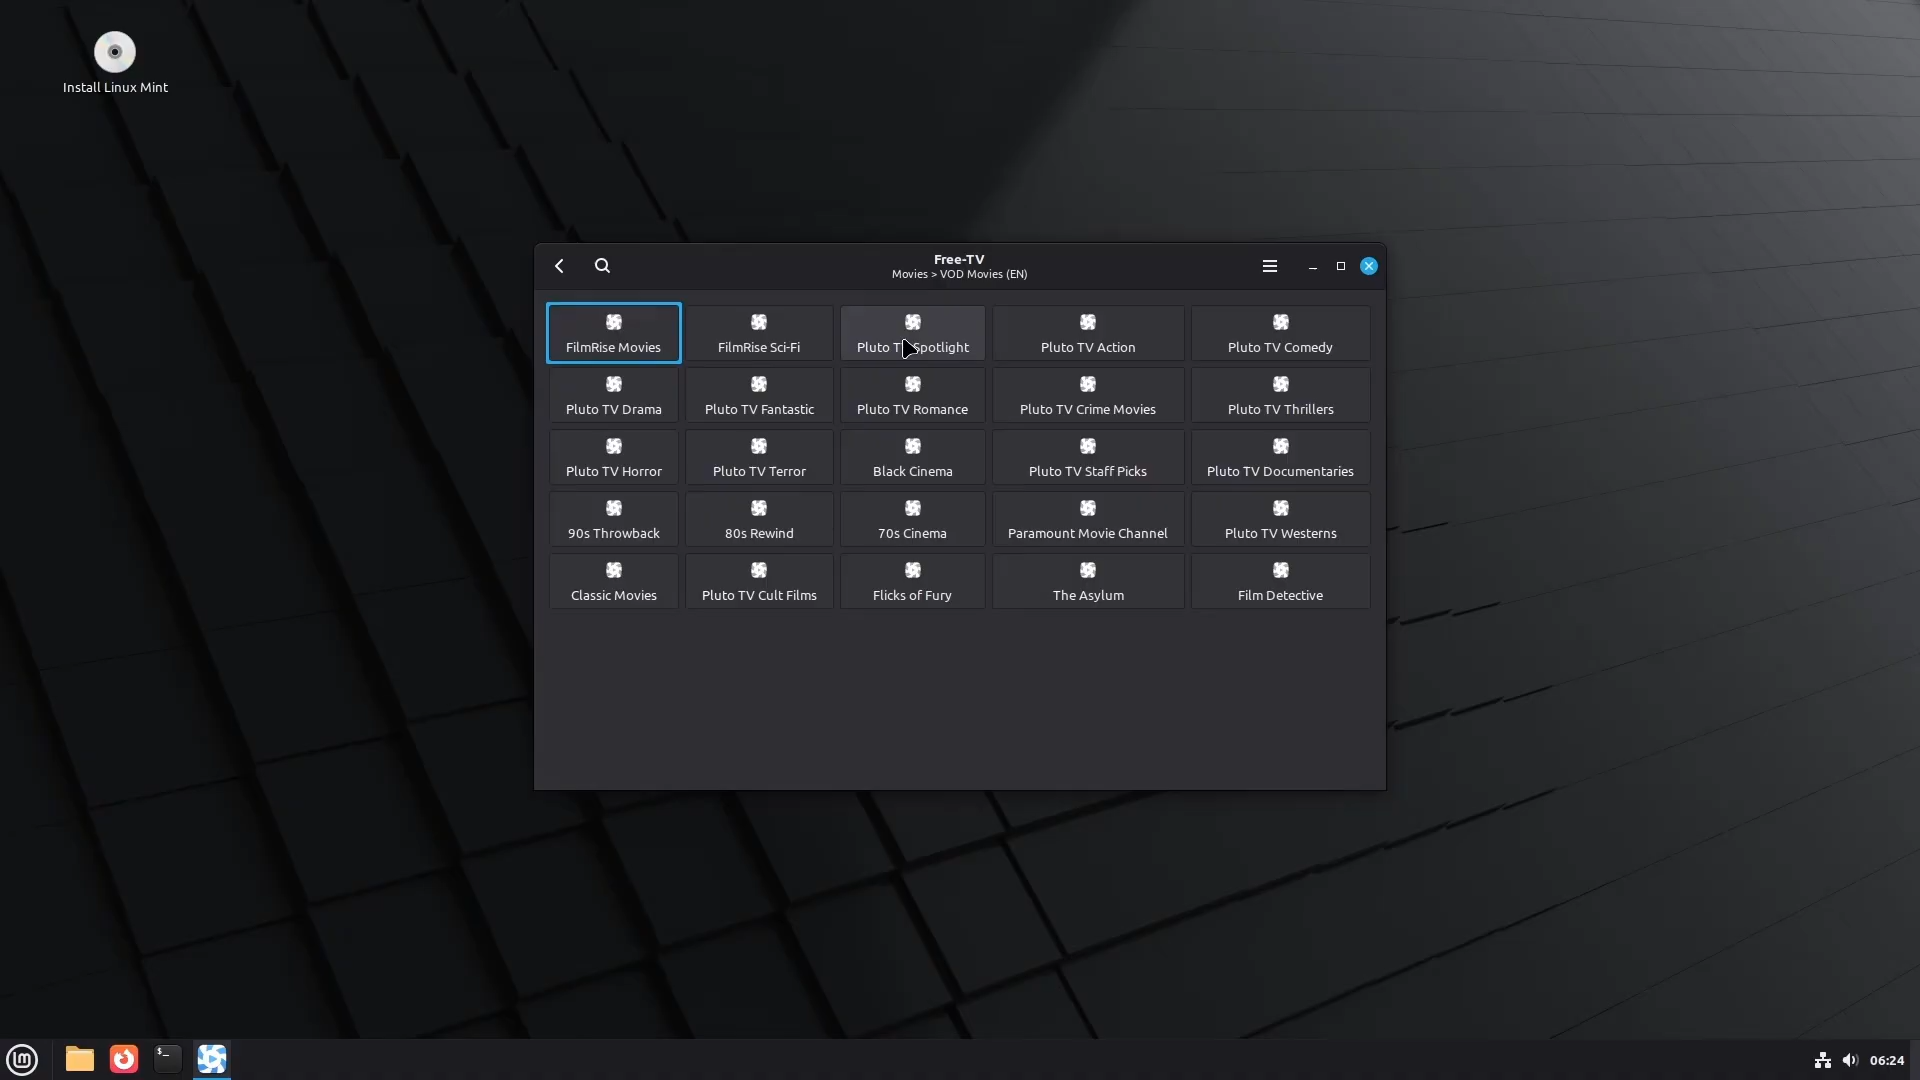 Install Linux Mint
Free-TV
Movies > VOD Movies (EN)
FilmRise Movies
FilmRise Sci-Fi
Pluto TV Spotlight
Pluto TV Action
Pluto TV Comedy
Pluto TV Drama
Pluto TV Fantastic
Pluto TV Romance
Pluto TV Crime Movies
Pluto TV Thrillers
Pluto TV Horror
Pluto TV Terror
Black Cinema
Pluto TV Staff Picks
Pluto TV Documentaries
90s Throwback
80s Rewind
70s Cinema
Paramount Movie Channel
Pluto TV Westerns
Classic Movies
Pluto TV Cult Films
Flicks of Fury
The Asylum
Film Detective
06:24